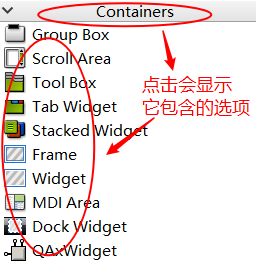 Containers
Group Box
Scroll Area
Tool Box
Tab Widget
Stacked Widget
Frame
Widget
MDI Area
Dock Widget
QAxWidget
点击会显示
它包含的选项